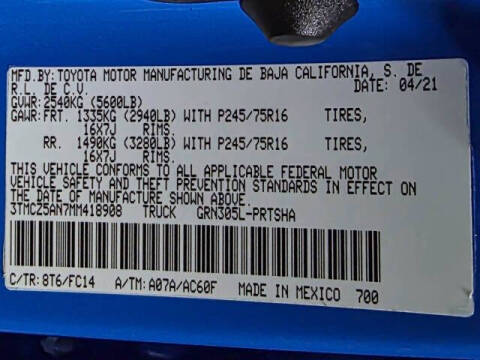 MFD.BY:TOYOTA MOTOR MANUFACTURING DE BAJA CALIFORNIA, S. DE
R.L. DE C.V. DATE: 04/21
GVWR:2540KG (5600LB)
GAWR:FRT. 1335KG (2940LB) WITH P245/75R16 TIRES,
16X7J RIMS.
RR. 1490KG (3280LB) WITH P245/75R16 TIRES,
16X7J RIMS.
THIS VEHICLE CONFORMS TO ALL APPLICABLE FEDERAL MOTOR
VEHICLE SAFETY AND THEFT PREVENTION STANDARDS IN EFFECT ON
THE DATE OF MANUFACTURE SHOWN ABOVE.
3TMCZ5AN7MM418908 TRUCK GRN305L-PRTSHA
C/TR: 8T6/FC14 A/TM: A07A/AC60F MADE IN MEXICO 700